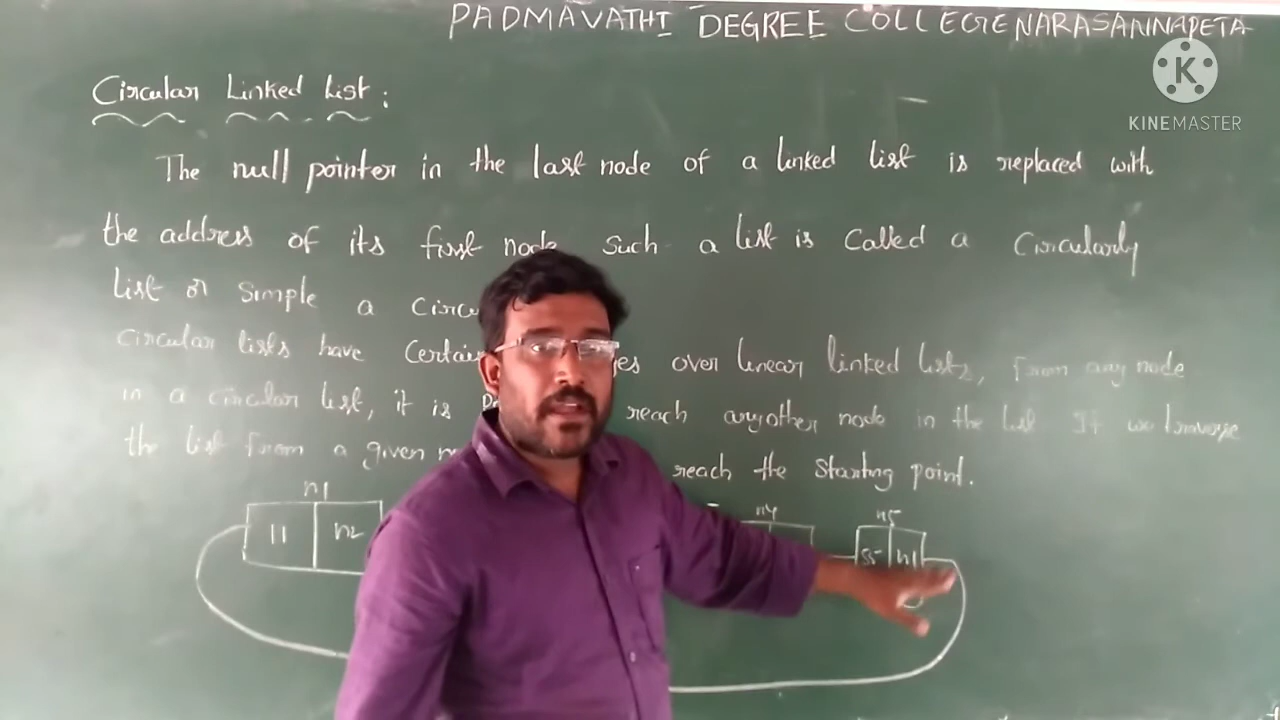 PADMAVATHI DEGREE COLLEGE NARASANNAPETA
KINEMASTER
Circular Linked List:
The null pointer in the last node of a linked list is replaced with
the address of its first node such a list is called a circularly
list or simple a circu
circular lists have certain es over linear linked lists, from any node
in a circular list, it is reach anyother node in the list If we traverse
the list from a given reach the starting point.
n1 n4 n5
11 n2 55 n1